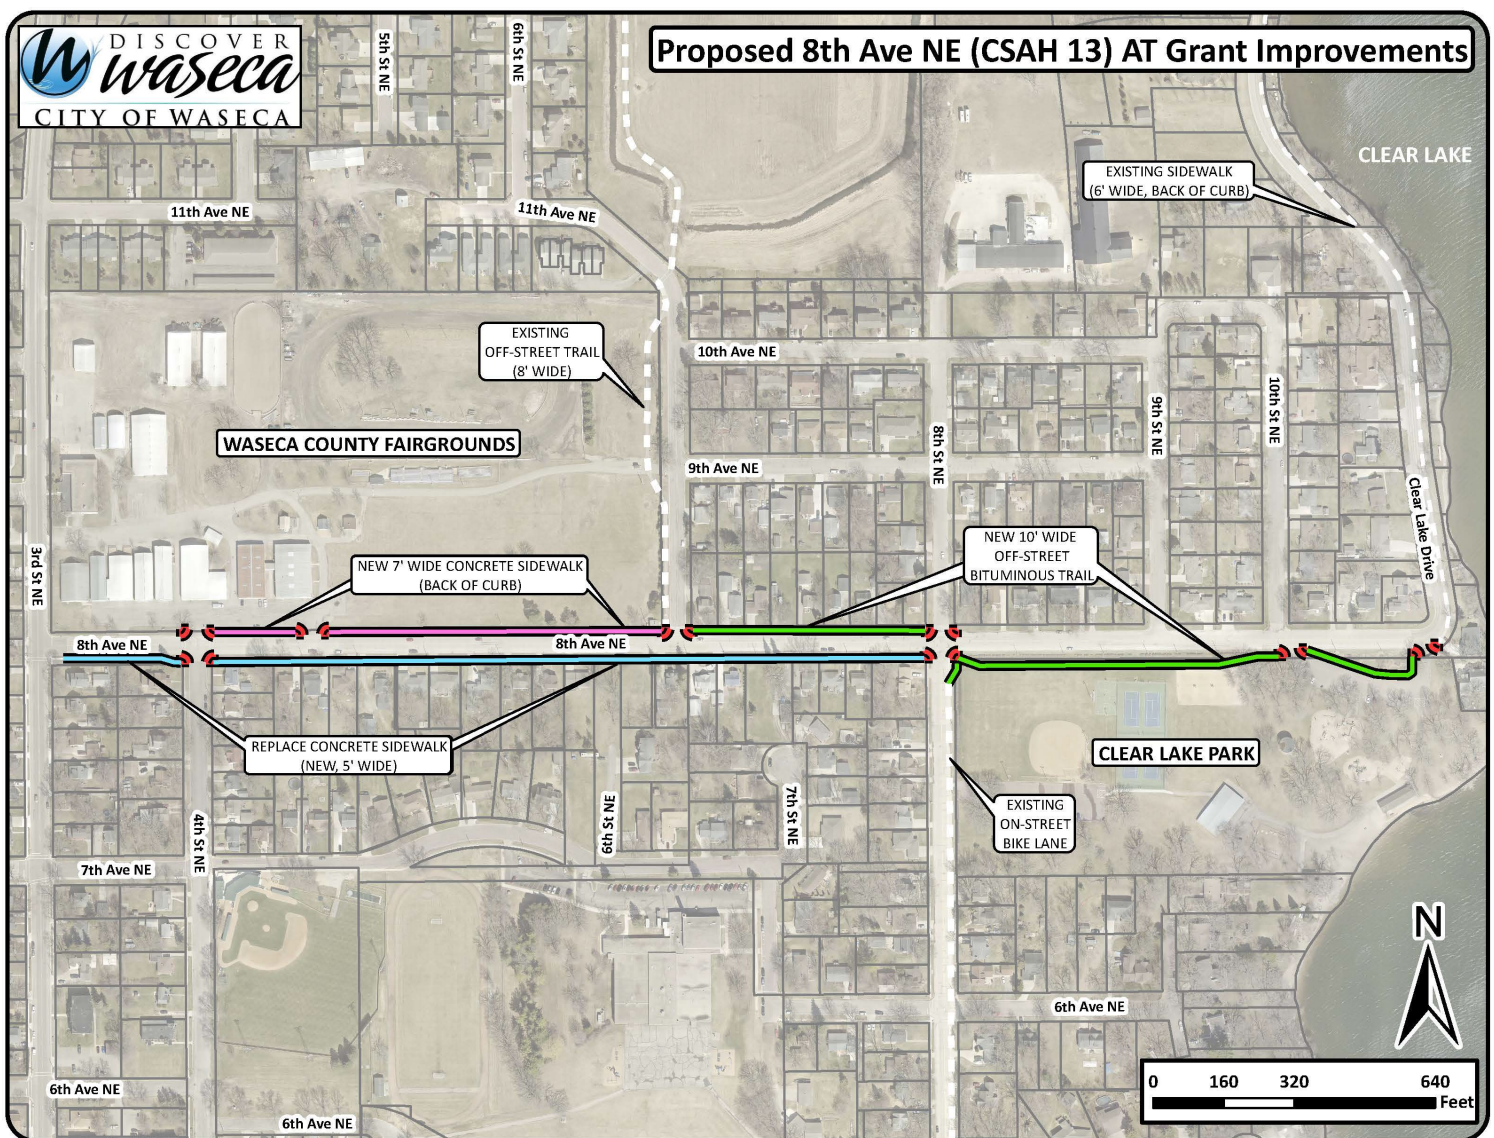 DISCOVER
waseca
CITY OF WASECA
Proposed 8th Ave NE (CSAH 13) AT Grant Improvements
5th St NE
6th St NE
CLEAR LAKE
EXISTING SIDEWALK
(6' WIDE, BACK OF CURB)
11th Ave NE
11th Ave NE
EXISTING
OFF-STREET TRAIL
(8' WIDE)
10th Ave NE
9th St NE
10th St NE
WASECA COUNTY FAIRGROUNDS
8th St NE
9th Ave NE
Clear Lake Drive
3rd St NE
NEW 7' WIDE CONCRETE SIDEWALK
(BACK OF CURB)
NEW 10' WIDE
OFF-STREET
BITUMINOUS TRAIL
8th Ave NE
8th Ave NE
REPLACE CONCRETE SIDEWALK
(NEW, 5' WIDE)
CLEAR LAKE PARK
4th St NE
6th St NE
7th St NE
EXISTING
ON-STREET
BIKE LANE
7th Ave NE
N
6th Ave NE
6th Ave NE
6th Ave NE
0 160 320 640
Feet